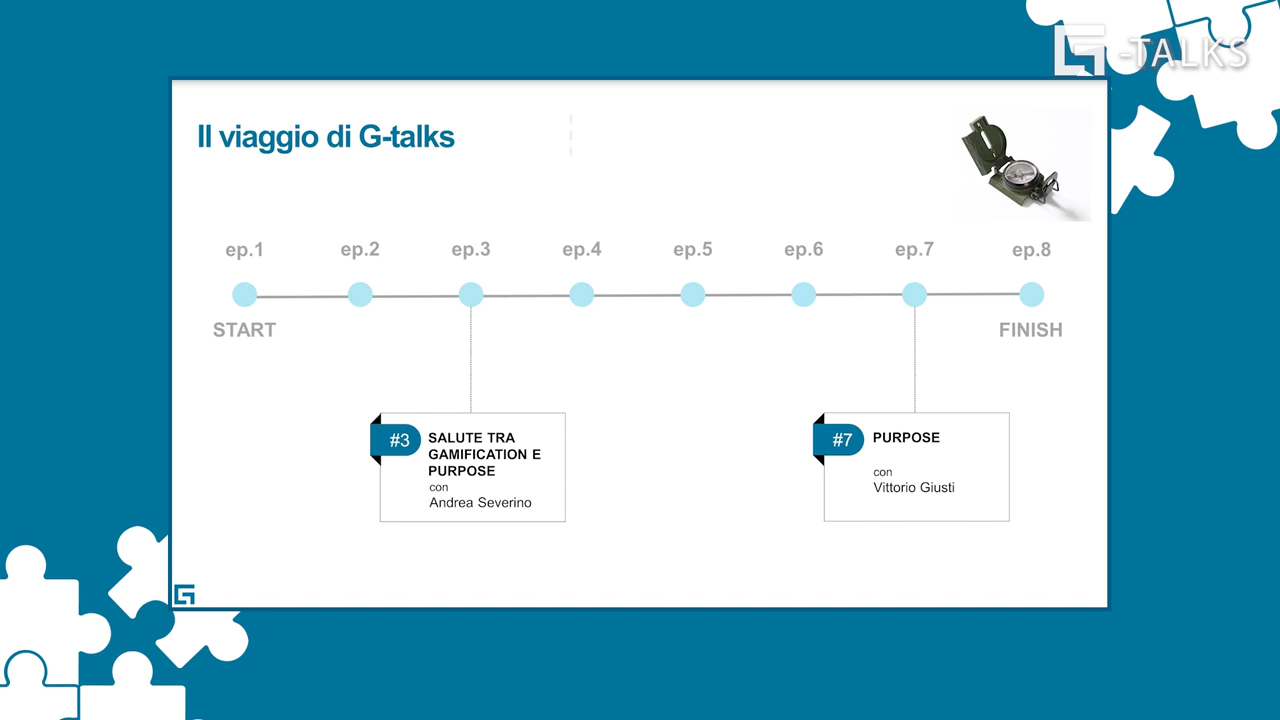 G-TALKS
Il viaggio di G-talks
ep.1 ep.2 ep.3 ep.4 ep.5 ep.6 ep.7 ep.8
START FINISH
#3
SALUTE TRA
GAMIFICATION E
PURPOSE
con
Andrea Severino
#7
PURPOSE
con
Vittorio Giusti
G